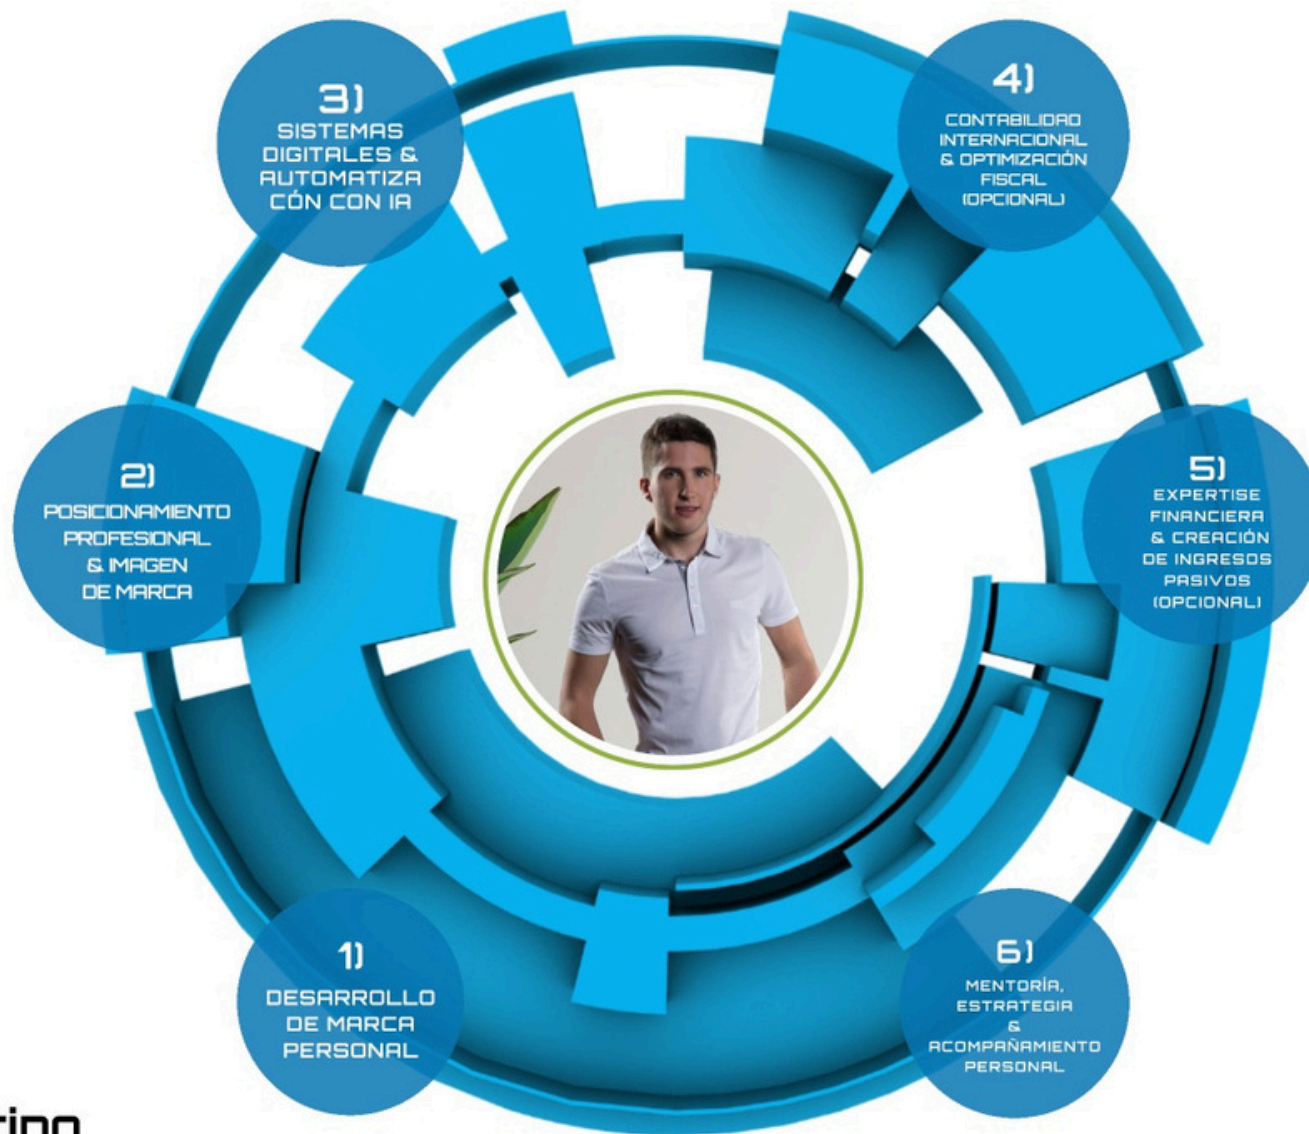 3)
SISTEMAS
DIGITALES &
AUTOMATIZA
CÓN CON IA
4)
CONTABILIDAD
INTERNACIONAL
& OPTIMIZACIÓN
FISCAL
(OPCIONAL)
2)
POSICIONAMIENTO
PROFESIONAL
& IMAGEN
DE MARCA
5)
EXPERTISE
FINANCIERA
& CREACIÓN
DE INGRESOS
PASIVOS
(OPCIONAL)
1)
DESARROLLO
DE MARCA
PERSONAL
6)
MENTORÍA,
ESTRATEGIA
&
ACOMPAÑAMIENTO
PERSONAL